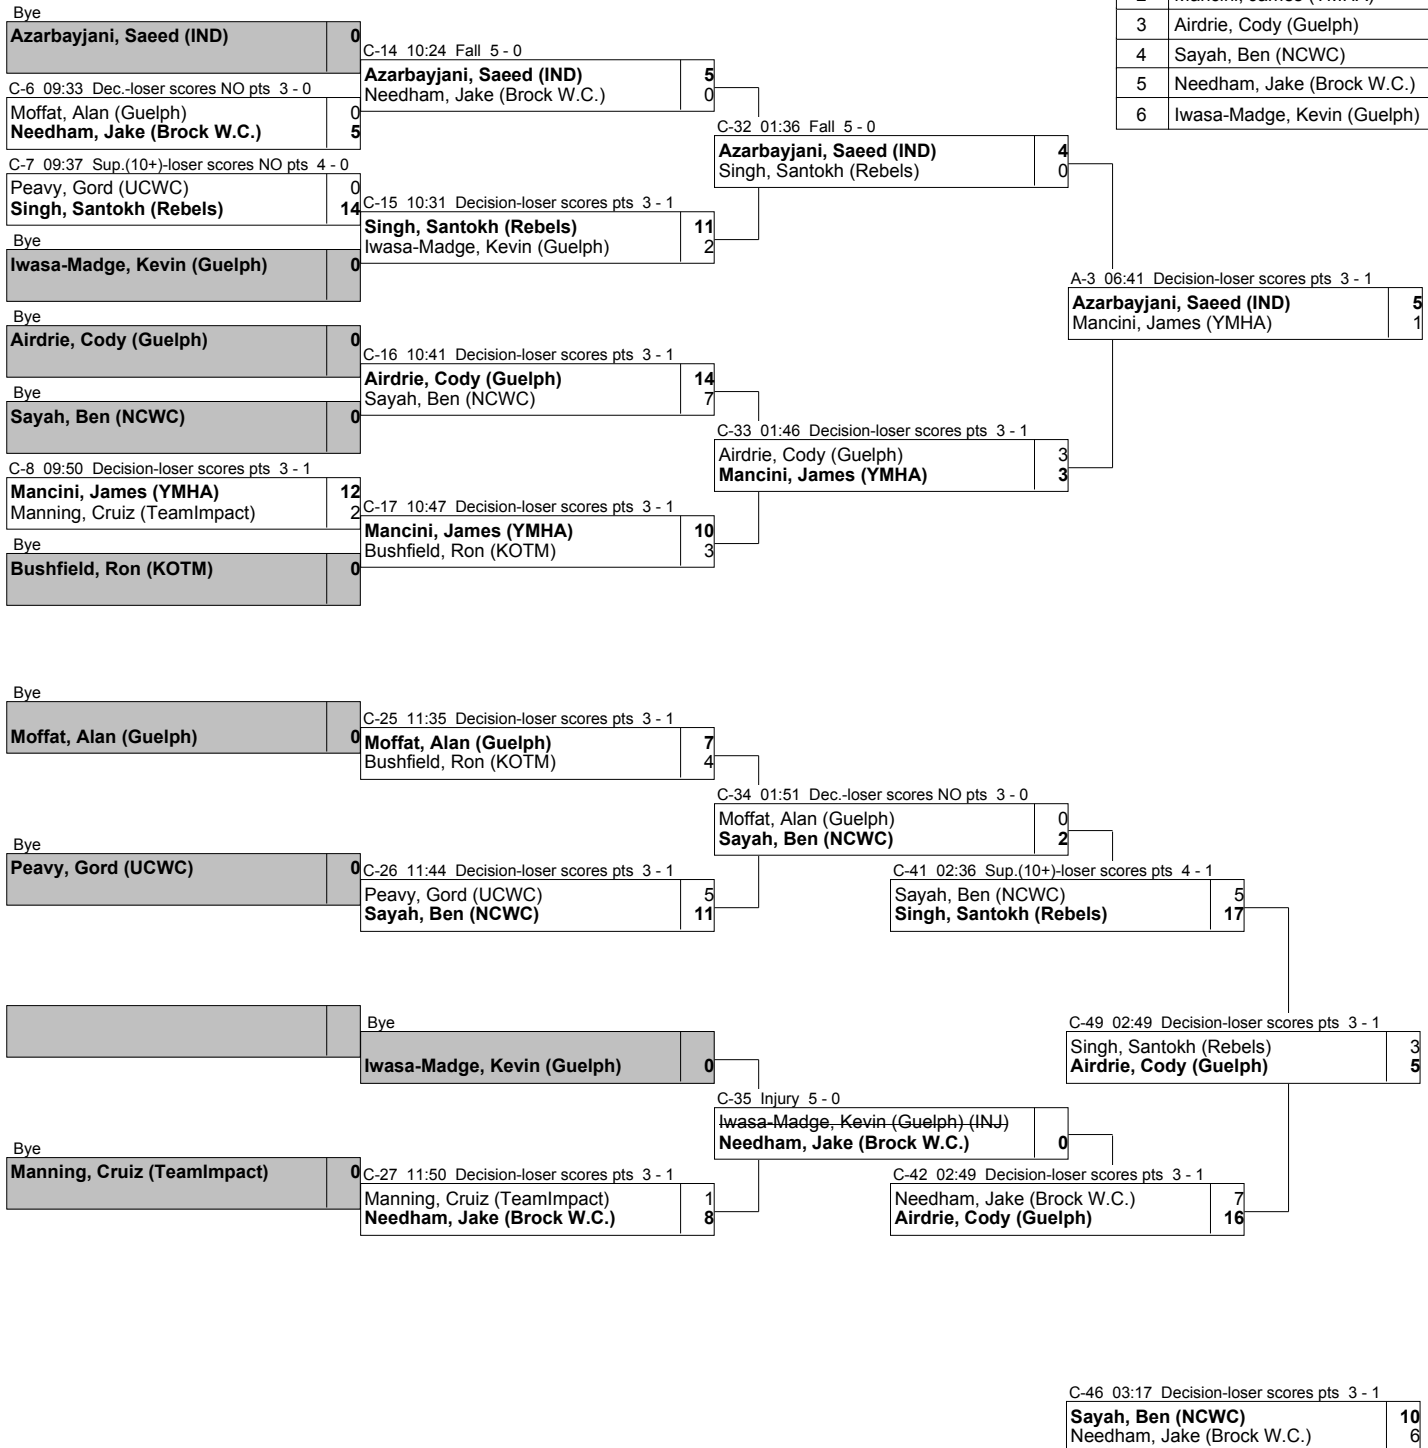 Bye
Azarbayjani, Saeed (IND) 0
C-6 09:33 Dec.-loser scores NO pts 3 - 0
Moffat, Alan (Guelph) 0
Needham, Jake (Brock W.C.) 5
C-7 09:37 Sup.(10+)-loser scores NO pts 4 - 0
Peavy, Gord (UCWC) 0
Singh, Santokh (Rebels) 14
Bye
Iwasa-Madge, Kevin (Guelph) 0
Bye
Airdrie, Cody (Guelph) 0
Bye
Sayah, Ben (NCWC) 0
C-8 09:50 Decision-loser scores pts 3 - 1
Mancini, James (YMHA) 12
Manning, Cruiz (TeamImpact) 2
Bye
Bushfield, Ron (KOTM) 0
C-14 10:24 Fall 5 - 0
Azarbayjani, Saeed (IND) 5
Needham, Jake (Brock W.C.) 0
C-15 10:31 Decision-loser scores pts 3 - 1
Singh, Santokh (Rebels) 11
Iwasa-Madge, Kevin (Guelph) 2
C-16 10:41 Decision-loser scores pts 3 - 1
Airdrie, Cody (Guelph) 14
Sayah, Ben (NCWC) 7
C-17 10:47 Decision-loser scores pts 3 - 1
Mancini, James (YMHA) 10
Bushfield, Ron (KOTM) 3
C-32 01:36 Fall 5 - 0
Azarbayjani, Saeed (IND) 4
Singh, Santokh (Rebels) 0
C-33 01:46 Decision-loser scores pts 3 - 1
Airdrie, Cody (Guelph) 3
Mancini, James (YMHA) 3
3 Airdrie, Cody (Guelph)
4 Sayah, Ben (NCWC)
5 Needham, Jake (Brock W.C.)
6 Iwasa-Madge, Kevin (Guelph)
A-3 06:41 Decision-loser scores pts 3 - 1
Azarbayjani, Saeed (IND) 5
Mancini, James (YMHA) 1
Bye
Moffat, Alan (Guelph) 0
Bye
Peavy, Gord (UCWC) 0
Bye
Manning, Cruiz (TeamImpact) 0
C-25 11:35 Decision-loser scores pts 3 - 1
Moffat, Alan (Guelph) 7
Bushfield, Ron (KOTM) 4
C-26 11:44 Decision-loser scores pts 3 - 1
Peavy, Gord (UCWC) 5
Sayah, Ben (NCWC) 11
Bye
Iwasa-Madge, Kevin (Guelph) 0
C-27 11:50 Decision-loser scores pts 3 - 1
Manning, Cruiz (TeamImpact) 1
Needham, Jake (Brock W.C.) 8
C-34 01:51 Dec.-loser scores NO pts 3 - 0
Moffat, Alan (Guelph) 0
Sayah, Ben (NCWC) 2
C-35 Injury 5 - 0
Iwasa-Madge, Kevin (Guelph) (INJ)
Needham, Jake (Brock W.C.) 0
C-41 02:36 Sup.(10+)-loser scores pts 4 - 1
Sayah, Ben (NCWC) 5
Singh, Santokh (Rebels) 17
C-42 02:49 Decision-loser scores pts 3 - 1
Needham, Jake (Brock W.C.) 7
Airdrie, Cody (Guelph) 16
C-49 02:49 Decision-loser scores pts 3 - 1
Singh, Santokh (Rebels) 3
Airdrie, Cody (Guelph) 5
C-46 03:17 Decision-loser scores pts 3 - 1
Sayah, Ben (NCWC) 10
Needham, Jake (Brock W.C.) 6